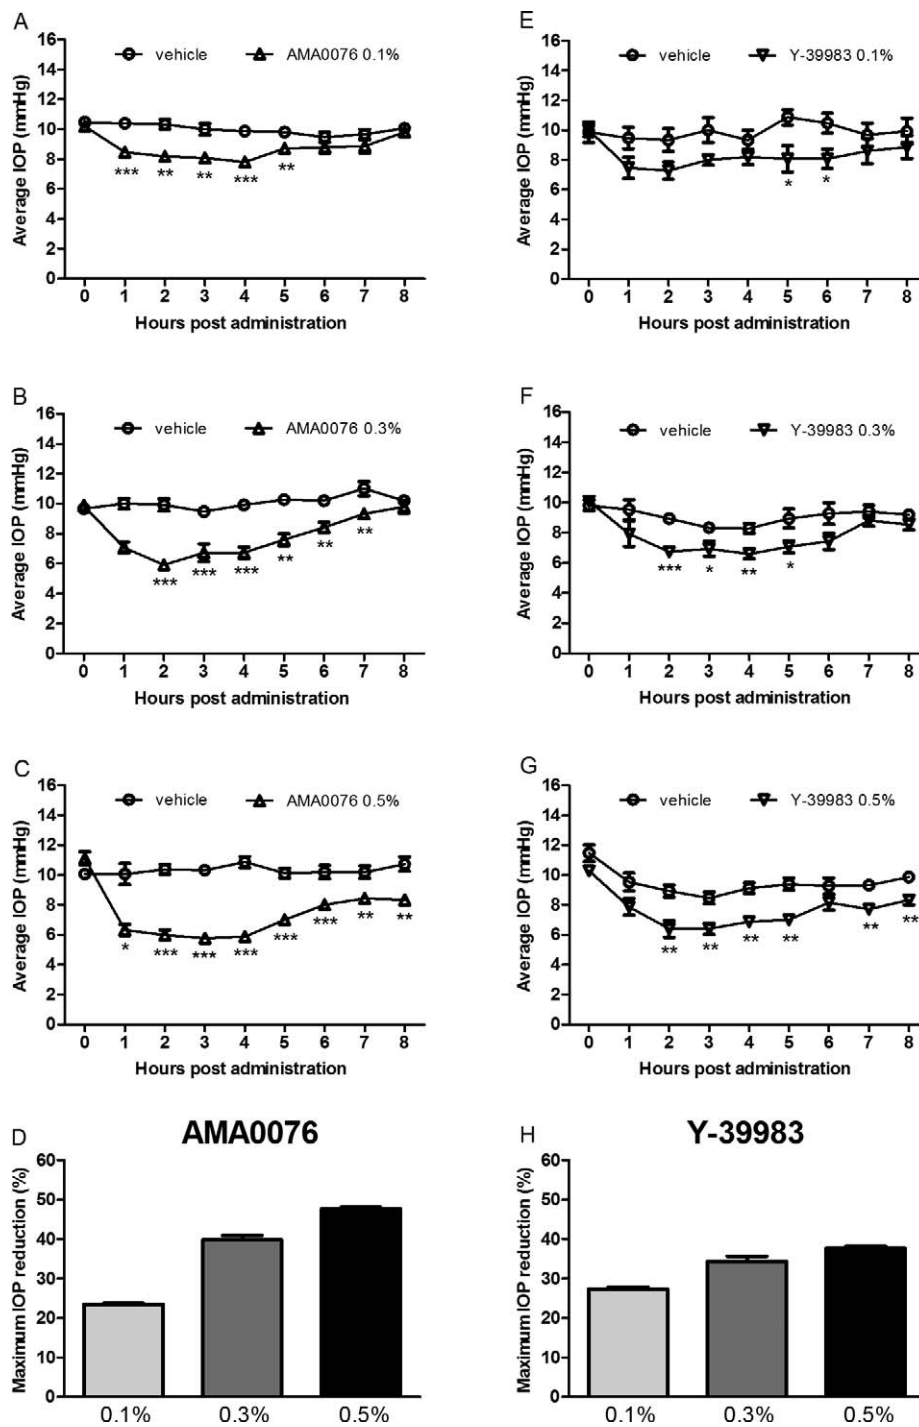 A
vehicle AMA0076 0.1%
Average IOP (mmHg)
16
14
12
10
8
6
4
2
0
*** ** ** *** **
0 1 2 3 4 5 6 7 8
Hours post administration
E
vehicle Y-39983 0.1%
Average IOP (mmHg)
16
14
12
10
8
6
4
2
0
* *
0 1 2 3 4 5 6 7 8
Hours post administration
B
vehicle AMA0076 0.3%
Average IOP (mmHg)
16
14
12
10
8
6
4
2
0
*** *** *** ** ** **
0 1 2 3 4 5 6 7 8
Hours post administration
F
vehicle Y-39983 0.3%
Average IOP (mmHg)
16
14
12
10
8
6
4
2
0
*** * ** *
0 1 2 3 4 5 6 7 8
Hours post administration
C
vehicle AMA0076 0.5%
Average IOP (mmHg)
16
14
12
10
8
6
4
2
0
* *** *** *** *** *** ** **
0 1 2 3 4 5 6 7 8
Hours post administration
G
vehicle Y-39983 0.5%
Average IOP (mmHg)
16
14
12
10
8
6
4
2
0
** ** ** ** ** **
0 1 2 3 4 5 6 7 8
Hours post administration
D
AMA0076
Maximum IOP reduction (%)
60
50
40
30
20
10
0
0.1% 0.3% 0.5%
H
Y-39983
Maximum IOP reduction (%)
60
50
40
30
20
10
0
0.1% 0.3% 0.5%